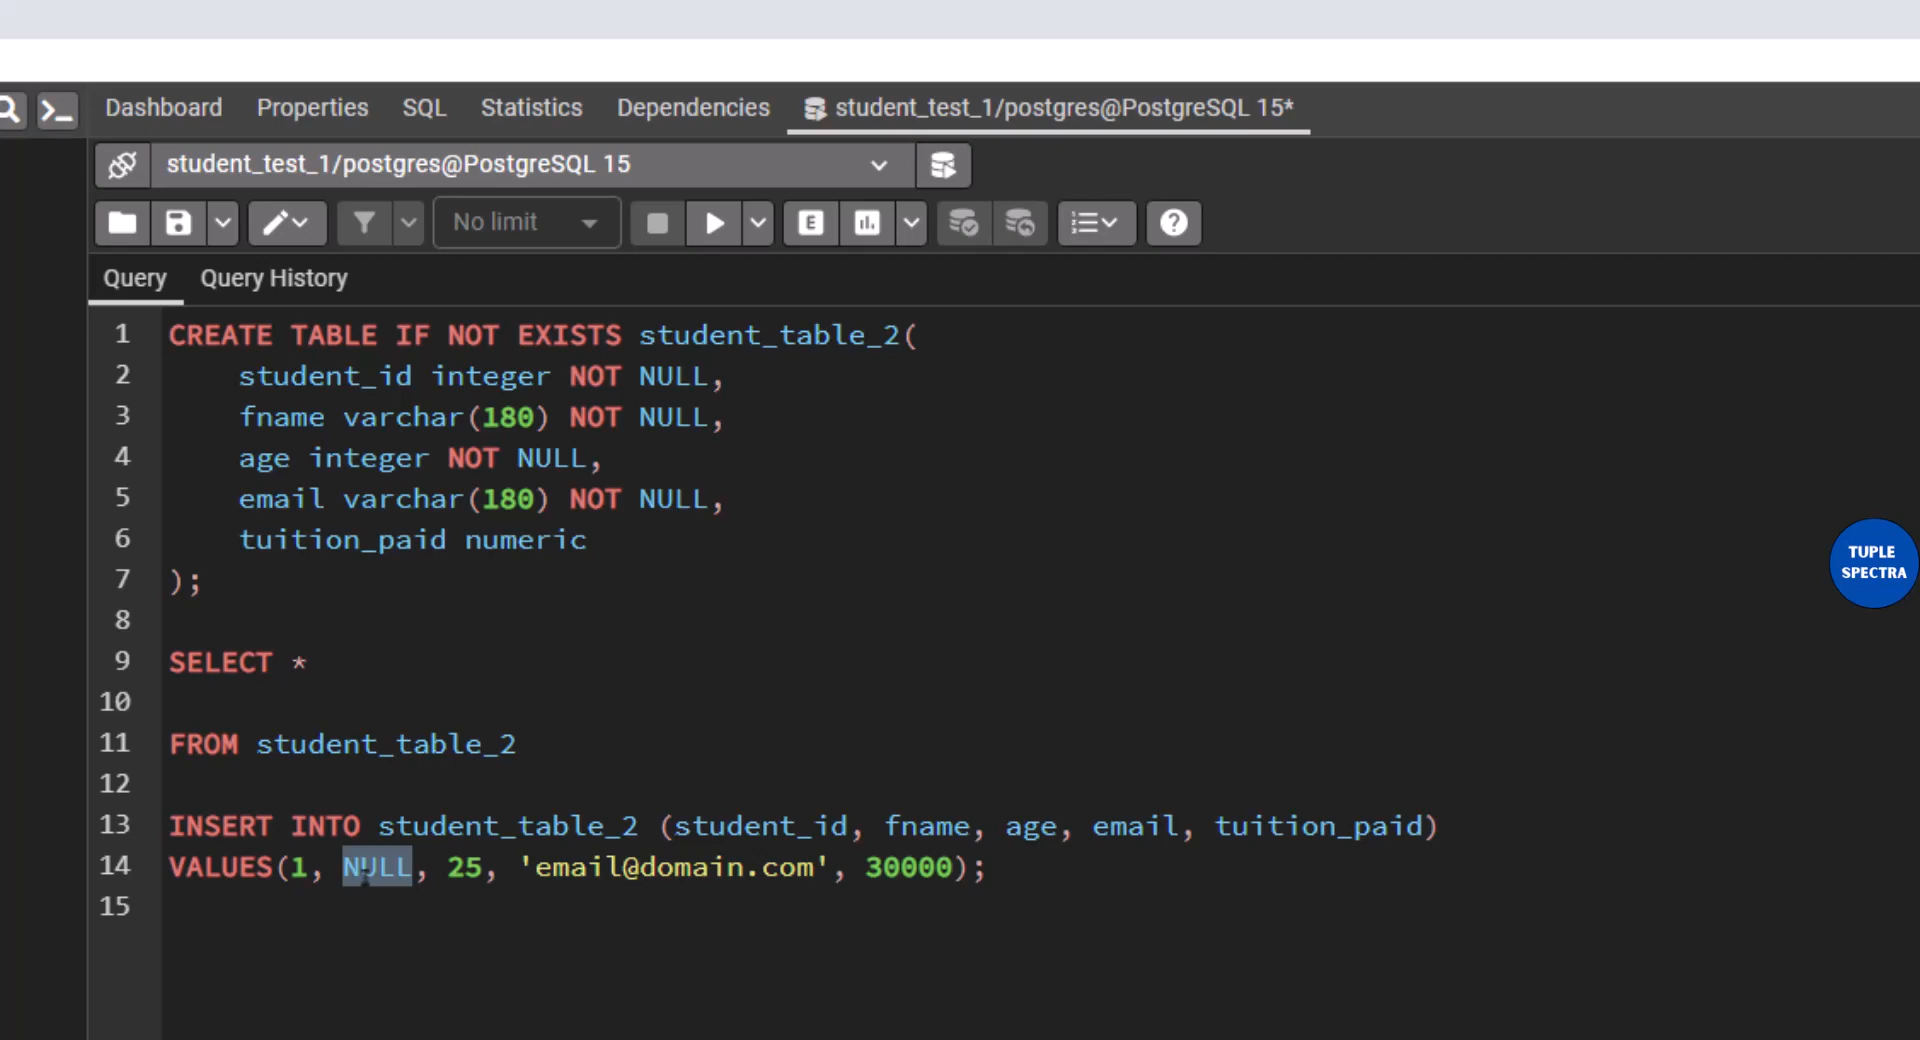 Dashboard Properties SQL Statistics Dependencies student_test_1/postgres@PostgreSQL 15*
student_test_1/postgres@PostgreSQL 15
No limit E
Query Query History
1 CREATE TABLE IF NOT EXISTS student_table_2(
2 student_id integer NOT NULL,
3 fname varchar(180) NOT NULL,
4 age integer NOT NULL,
5 email varchar(180) NOT NULL,
6 tuition_paid numeric
7 );
8
9 SELECT *
10
11 FROM student_table_2
12
13 INSERT INTO student_table_2 (student_id, fname, age, email, tuition_paid)
14 VALUES(1, NULL, 25, 'email@domain.com', 30000);
15
TUPLE
SPECTRA